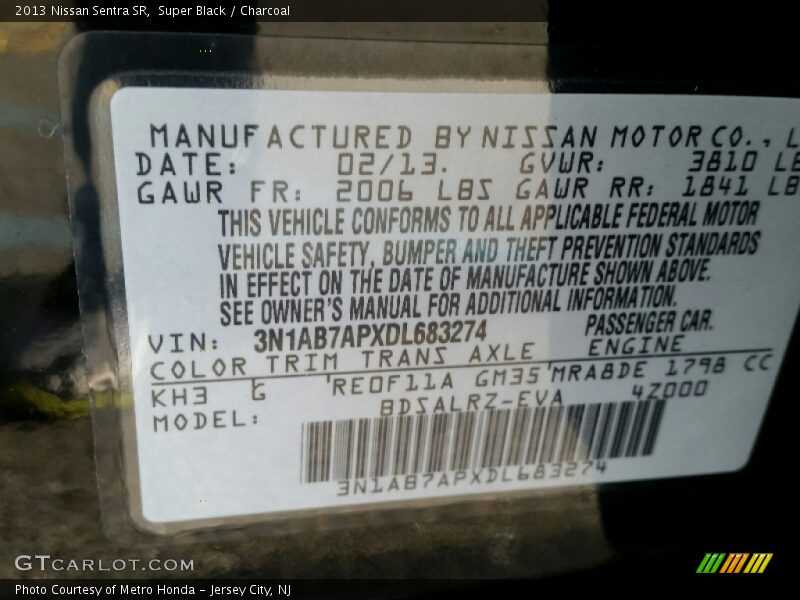 2013 Nissan Sentra SR, Super Black / Charcoal
MANUFACTURED BY NISSAN MOTOR CO., L
DATE: 02/13. GVWR: 3810 LB
GAWR FR: 2006 LBS GAWR RR: 1841 LB
THIS VEHICLE CONFORMS TO ALL APPLICABLE FEDERAL MOTOR
VEHICLE SAFETY, BUMPER AND THEFT PREVENTION STANDARDS
IN EFFECT ON THE DATE OF MANUFACTURE SHOWN ABOVE.
SEE OWNER'S MANUAL FOR ADDITIONAL INFORMATION.
VIN: 3N1AB7APXDL683274 PASSENGER CAR.
COLOR TRIM TRANS AXLE ENGINE
KH3 G RE0F11A GM35 MRA8DE 1798 CC
MODEL: BDSALRZ-EVA 4Z000
3N1AB7APXDL683274
GTCARLOT.COM
Photo Courtesy of Metro Honda - Jersey City, NJ